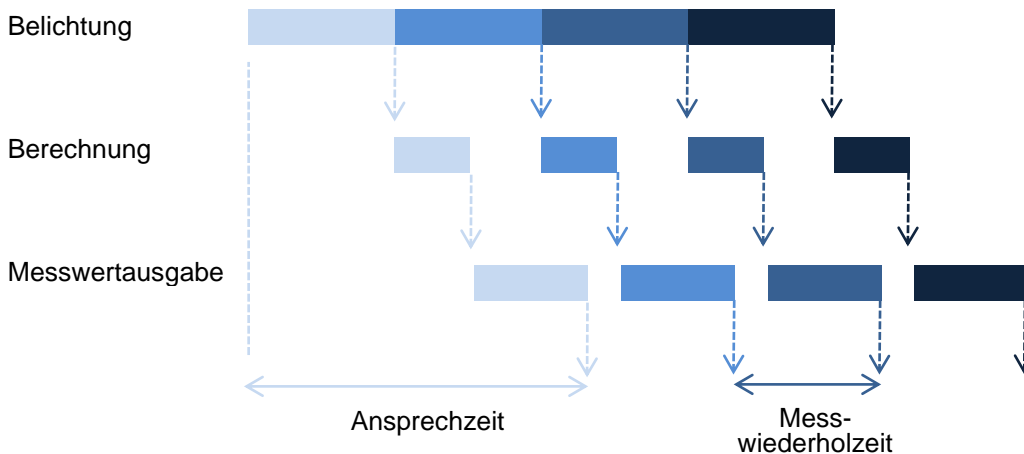 Belichtung
Berechnung
Messwertausgabe
Ansprechzeit
Mess-
wiederholzeit